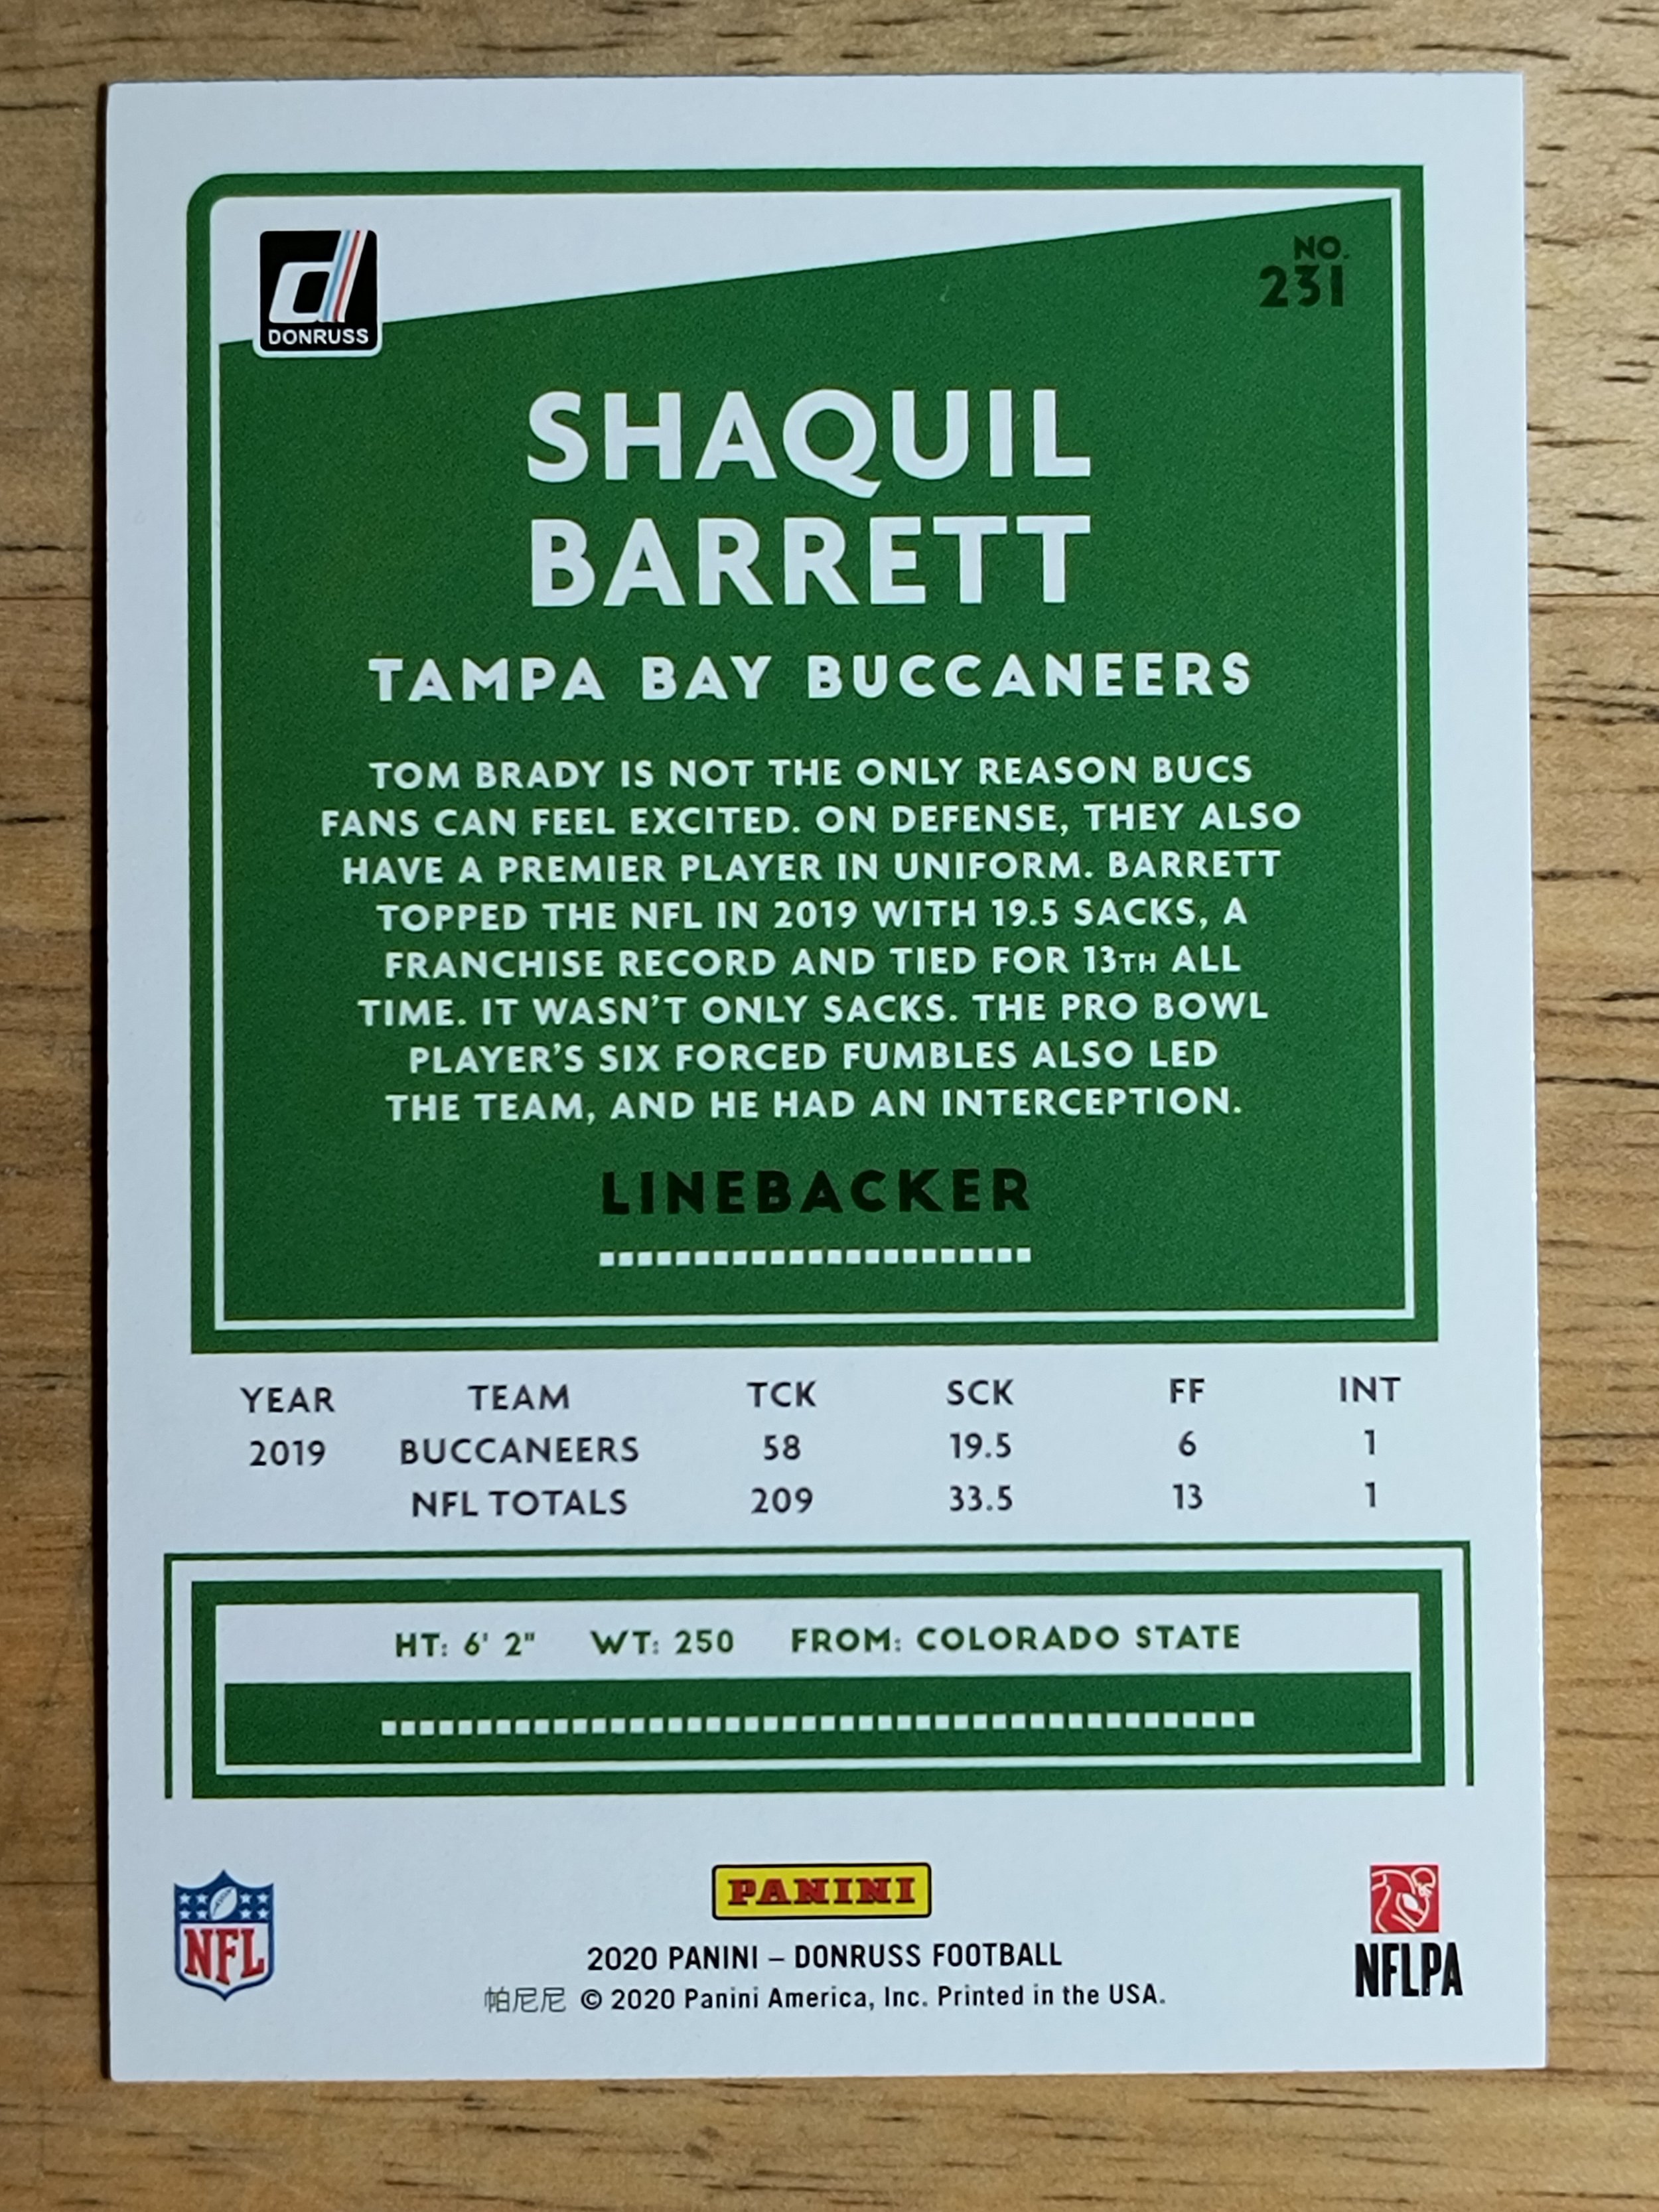 d
DONRUSS
NO.
231
SHAQUIL
BARRETT
TAMPA BAY BUCCANEERS
TOM BRADY IS NOT THE ONLY REASON BUCS
FANS CAN FEEL EXCITED. ON DEFENSE, THEY ALSO
HAVE A PREMIER PLAYER IN UNIFORM. BARRETT
TOPPED THE NFL IN 2019 WITH 19.5 SACKS, A
FRANCHISE RECORD AND TIED FOR 13TH ALL
TIME. IT WASN'T ONLY SACKS. THE PRO BOWL
PLAYER'S SIX FORCED FUMBLES ALSO LED
THE TEAM, AND HE HAD AN INTERCEPTION.
LINEBACKER
YEAR TEAM TCK SCK FF INT
2019 BUCCANEERS 58 19.5 6 1
NFL TOTALS 209 33.5 13 1
HT: 6' 2" WT: 250 FROM: COLORADO STATE
NFL
PANINI
2020 PANINI – DONRUSS FOOTBALL
帕尼尼 © 2020 Panini America, Inc. Printed in the USA.
NFLPA